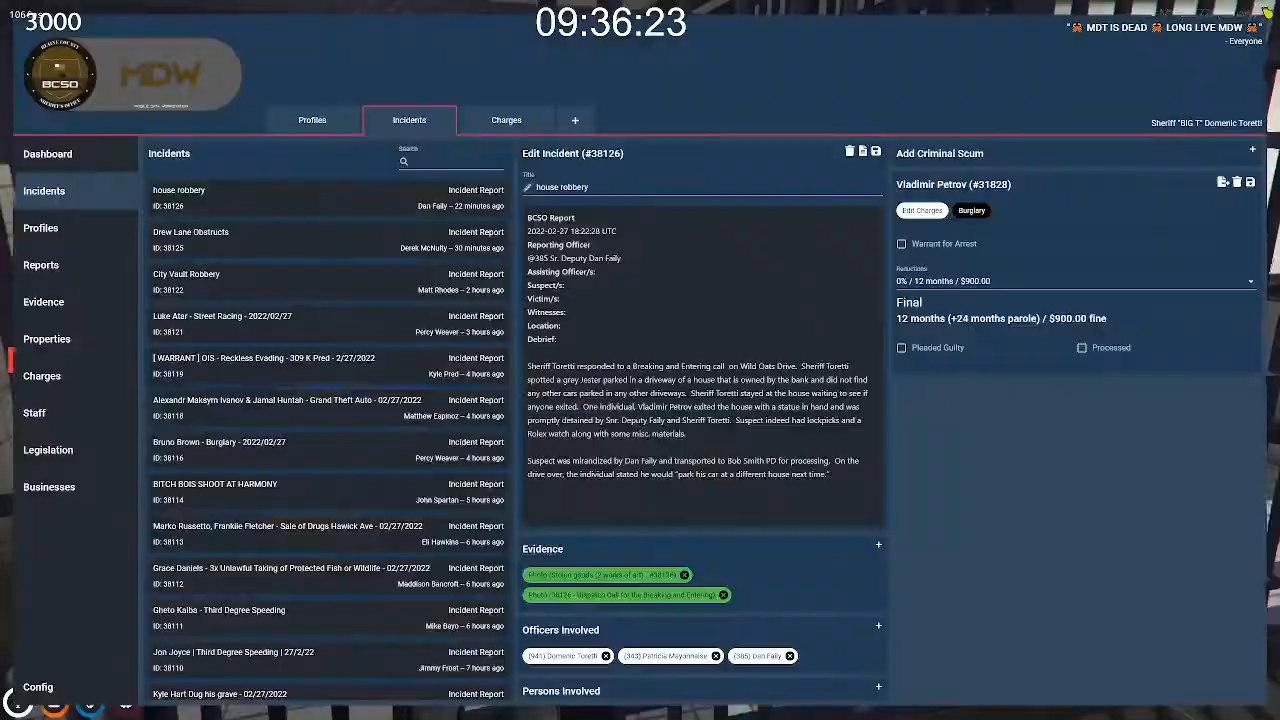 3000
09:36:23
" MDT IS DEAD LONG LIVE MDW "
- Everyone
BCSO
MDW
Profiles
Incidents
Charges
+
Sheriff "BIG T" Domenic Toretti
Dashboard
Incidents
Profiles
Reports
Evidence
Properties
Charges
Staff
Legislation
Businesses
Config
Incidents
Search
house robbery Incident Report
ID: 38126 Dan Faily – 22 minutes ago
Drew Lane Obstructs Incident Report
ID: 38125 Derek McNulty – 30 minutes ago
City Vault Robbery Incident Report
ID: 38122 Matt Rhodes – 2 hours ago
Luke Atar - Street Racing - 2022/02/27 Incident Report
ID: 38121 Percy Weaver – 3 hours ago
[ WARRANT ] OIS - Reckless Evading - 309 K Pred - 2/27/2022 Incident Report
ID: 38119 Kyle Pred – 4 hours ago
Alexandr Maksym Ivanov & Jamal Huntah - Grand Theft Auto - 02/27/2022 Incident Report
ID: 38118 Matthew Espinoz – 4 hours ago
Bruno Brown - Burglary - 2022/02/27 Incident Report
ID: 38116 Percy Weaver – 4 hours ago
BITCH BOIS SHOOT AT HARMONY Incident Report
ID: 38114 John Spartan – 5 hours ago
Marko Russetto, Frankiie Fletcher - Sale of Drugs Hawick Ave - 02/27/2022 Incident Report
ID: 38113 Eli Hawkins – 6 hours ago
Grace Daniels - 3x Unlawful Taking of Protected Fish or Wildlife - 02/27/2022 Incident Report
ID: 38112 Maddison Bancroft – 6 hours ago
Gheto Kaiba - Third Degree Speeding Incident Report
ID: 38111 Mike Bayo – 6 hours ago
Jon Joyce | Third Degree Speeding | 27/2/22 Incident Report
ID: 38110 Jimmy Frost – 7 hours ago
Kyle Hart Dug his grave - 02/27/2022 Incident Report
Edit Incident (#38126)
Title
house robbery
BCSO Report
2022-02-27 18:22:28 UTC
Reporting Officer
@385 Sr. Deputy Dan Faily
Assisting Officer/s:
Suspect/s:
Victim/s:
Witnesses:
Location:
Debrief:
Sheriff Toretti responded to a Breaking and Entering call on Wild Oats Drive. Sheriff Toretti
spotted a grey Jester parked in a driveway of a house that is owned by the bank and did not find
any other cars parked in any other driveways. Sheriff Toretti stayed at the house waiting to see if
anyone exited. One individual, Vladimir Petrov exited the house with a statue in hand and was
promptly detained by Snr. Deputy Faily and Sheriff Toretti. Suspect indeed had lockpicks and a
Rolex watch along with some misc. materials.
Suspect was mirandized by Dan Faily and transported to Bob Smith PD for processing. On the
drive over, the individual stated he would "park his car at a different house next time."
Evidence +
Photo (Stolen goods (2 works of art) - #38126)
Photo (38126 - Dispatch Call for the Breaking and Entering)
Officers Involved +
(941) Domenic Toretti (343) Patricia Mayonnaise (385) Dan Faily
Persons Involved +
Add Criminal Scum +
Vladimir Petrov (#31828)
Edit Charges Burglary
Warrant for Arrest
Reductions
0% / 12 months / $900.00
Final
12 months (+24 months parole) / $900.00 fine
Pleaded Guilty Processed